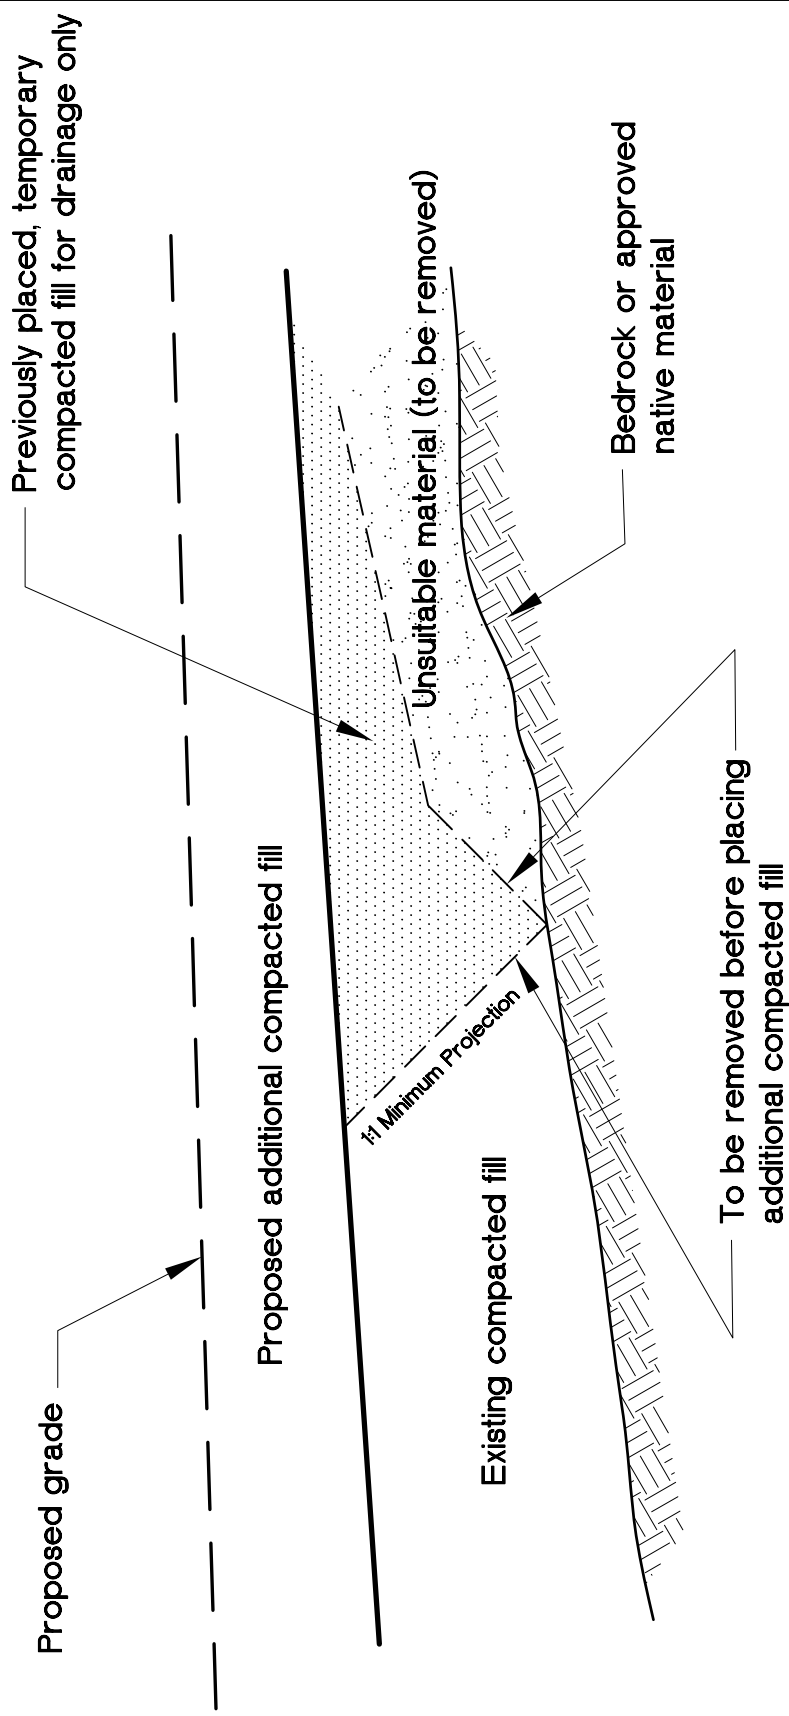 Proposed grade
Previously placed, temporary
compacted fill for drainage only
Proposed additional compacted fill
Unsuitable material (to be removed)
1:1 Minimum Projection
Existing compacted fill
Bedrock or approved
native material
To be removed before placing
additional compacted fill